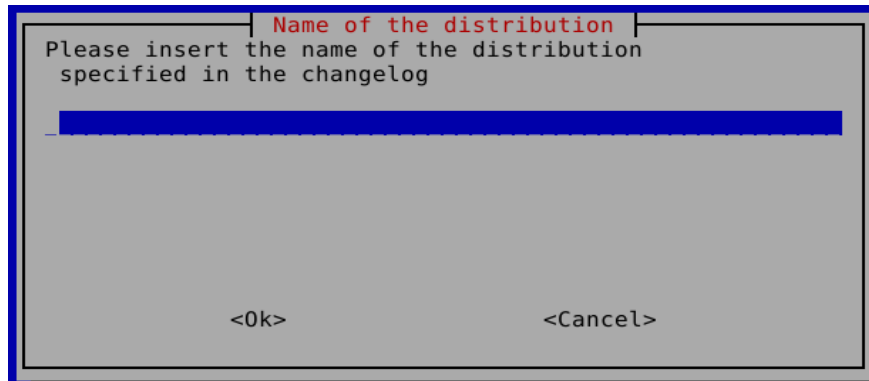 Name of the distribution
Please insert the name of the distribution
specified in the changelog
<Ok> <Cancel>